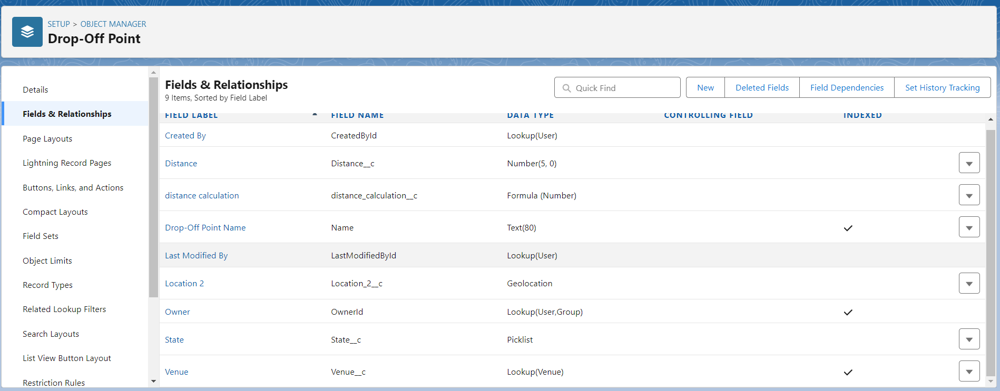 SETUP > OBJECT MANAGER
Drop-Off Point
Details
Fields & Relationships
Page Layouts
Lightning Record Pages
Buttons, Links, and Actions
Compact Layouts
Field Sets
Object Limits
Record Types
Related Lookup Filters
Search Layouts
List View Button Layout
Restriction Rules
Fields & Relationships
9 Items, Sorted by Field Label
Quick Find New Deleted Fields Field Dependencies Set History Tracking
FIELD LABEL FIELD NAME DATA TYPE CONTROLLING FIELD INDEXED
Created By CreatedById Lookup(User)
Distance Distance__c Number(5, 0)
distance calculation distance_calculation__c Formula (Number)
Drop-Off Point Name Name Text(80)
Last Modified By LastModifiedById Lookup(User)
Location 2 Location_2__c Geolocation
Owner OwnerId Lookup(User,Group)
State State__c Picklist
Venue Venue__c Lookup(Venue)